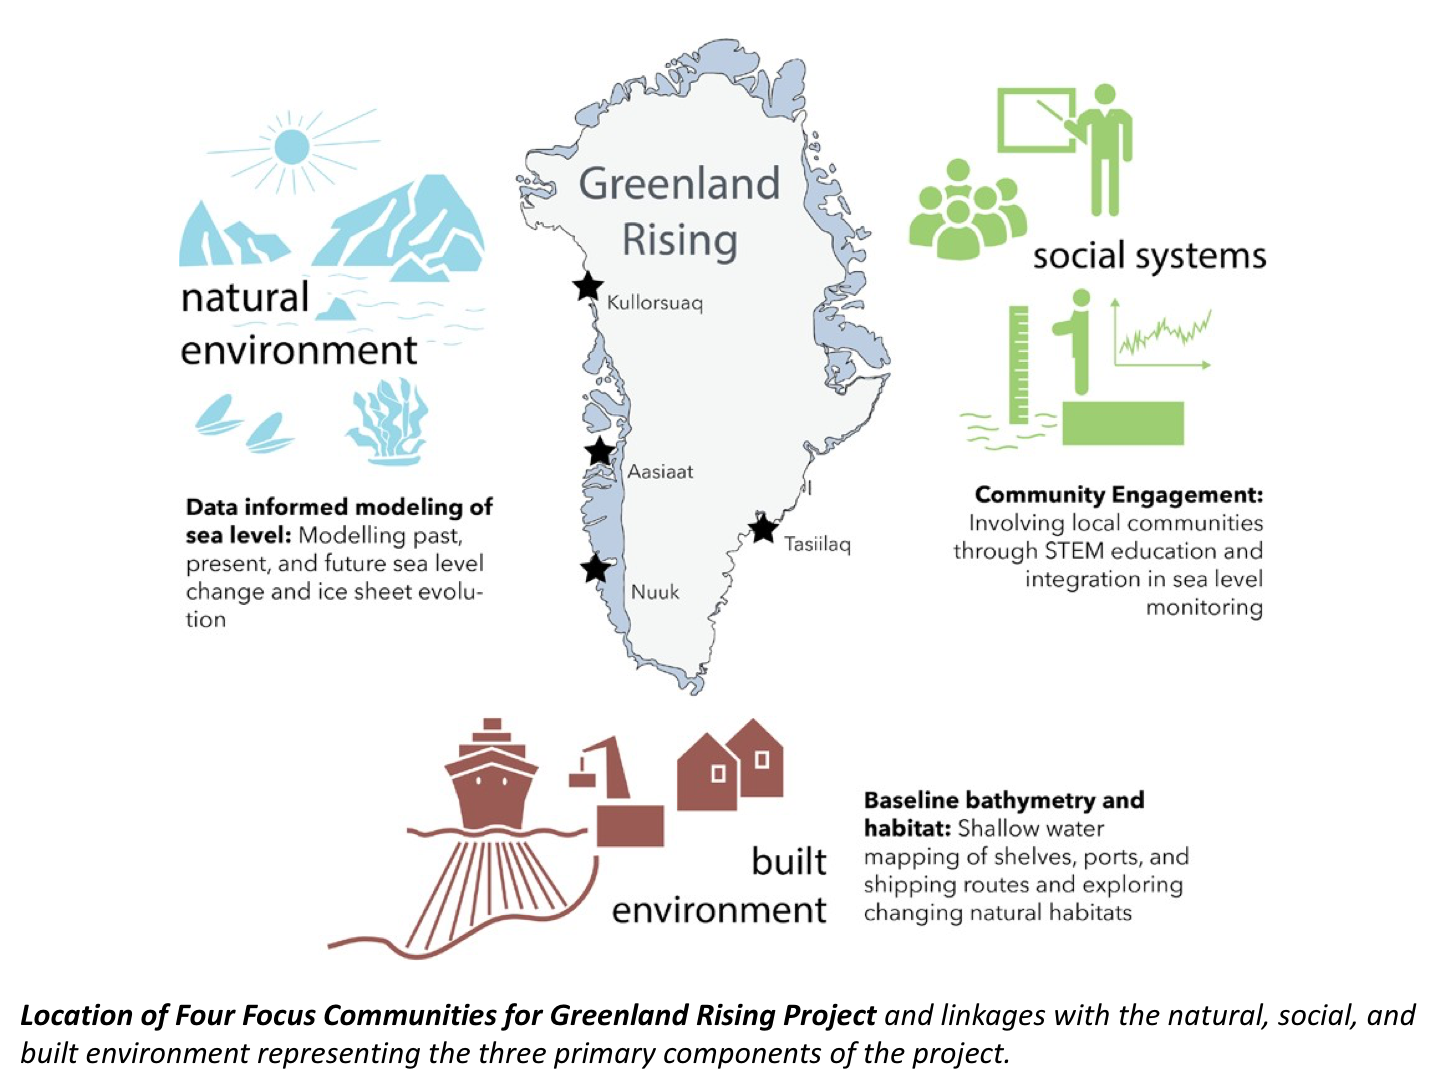 Greenland
Rising
Kullorsuaq
Aasiaat
Tasiilaq
Nuuk
natural
environment
Data informed modeling of
sea level: Modelling past,
present, and future sea level
change and ice sheet evolu-
tion
social systems
Community Engagement:
Involving local communities
through STEM education and
integration in sea level
monitoring
built
environment
Baseline bathymetry and
habitat: Shallow water
mapping of shelves, ports, and
shipping routes and exploring
changing natural habitats
Location of Four Focus Communities for Greenland Rising Project and linkages with the natural, social, and
built environment representing the three primary components of the project.